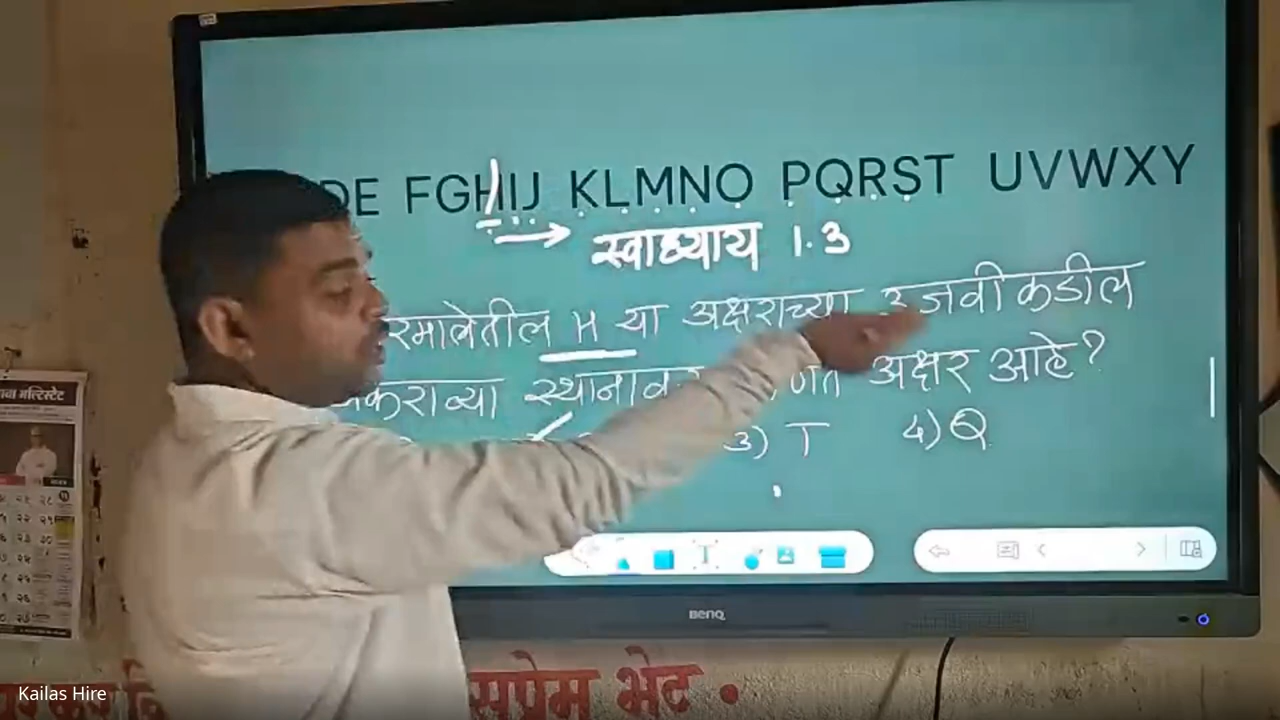 DE FGHIJ KLMNO PQRST UVWXY
स्वाध्याय 1.3
रमालेतील H या अक्षराच्या उजवीकडील
अकराव्या स्थानावर अक्षर आहे?
3) T 4) Q
BENQ
सप्रेम भेट
Kailas Hire